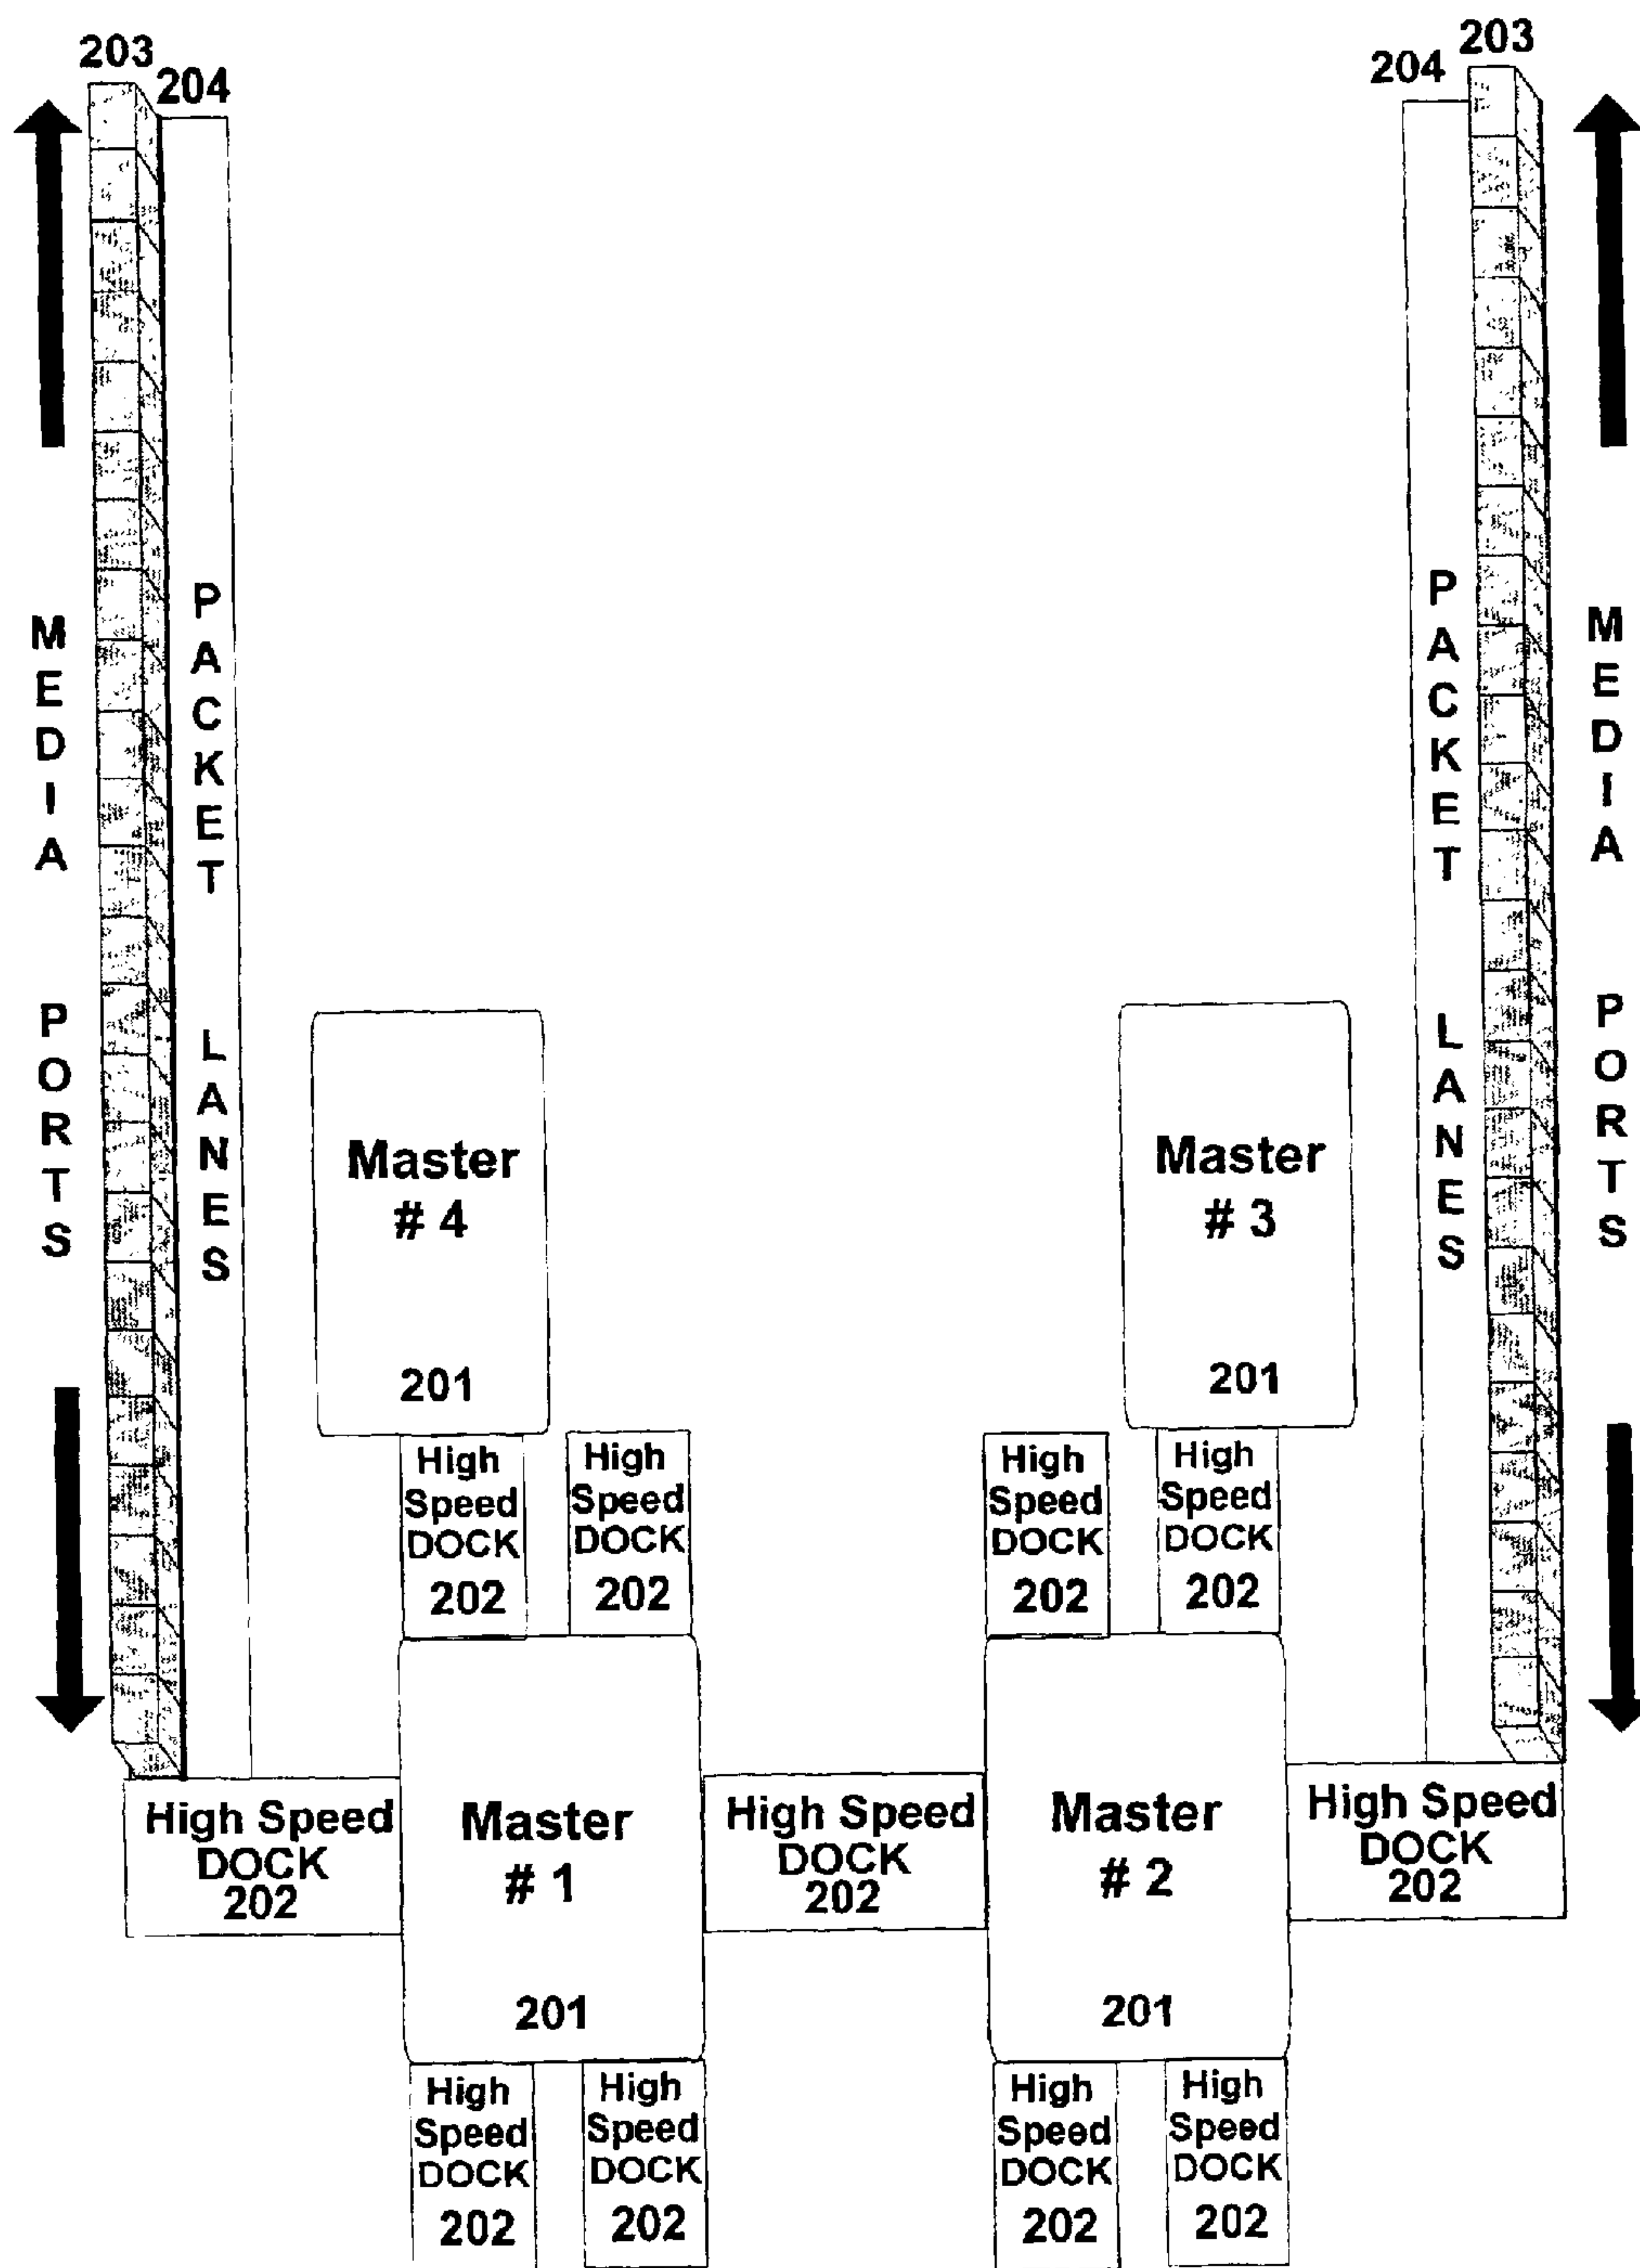 203
204
204
203
MEDIA PORTS
PACKET LANES
PACKET LANES
MEDIA PORTS
Master
# 4
201
Master
# 3
201
High
Speed
DOCK
202
High
Speed
DOCK
202
High
Speed
DOCK
202
High
Speed
DOCK
202
High Speed
DOCK
202
Master
# 1
201
High Speed
DOCK
202
Master
# 2
201
High Speed
DOCK
202
High
Speed
DOCK
202
High
Speed
DOCK
202
High
Speed
DOCK
202
High
Speed
DOCK
202